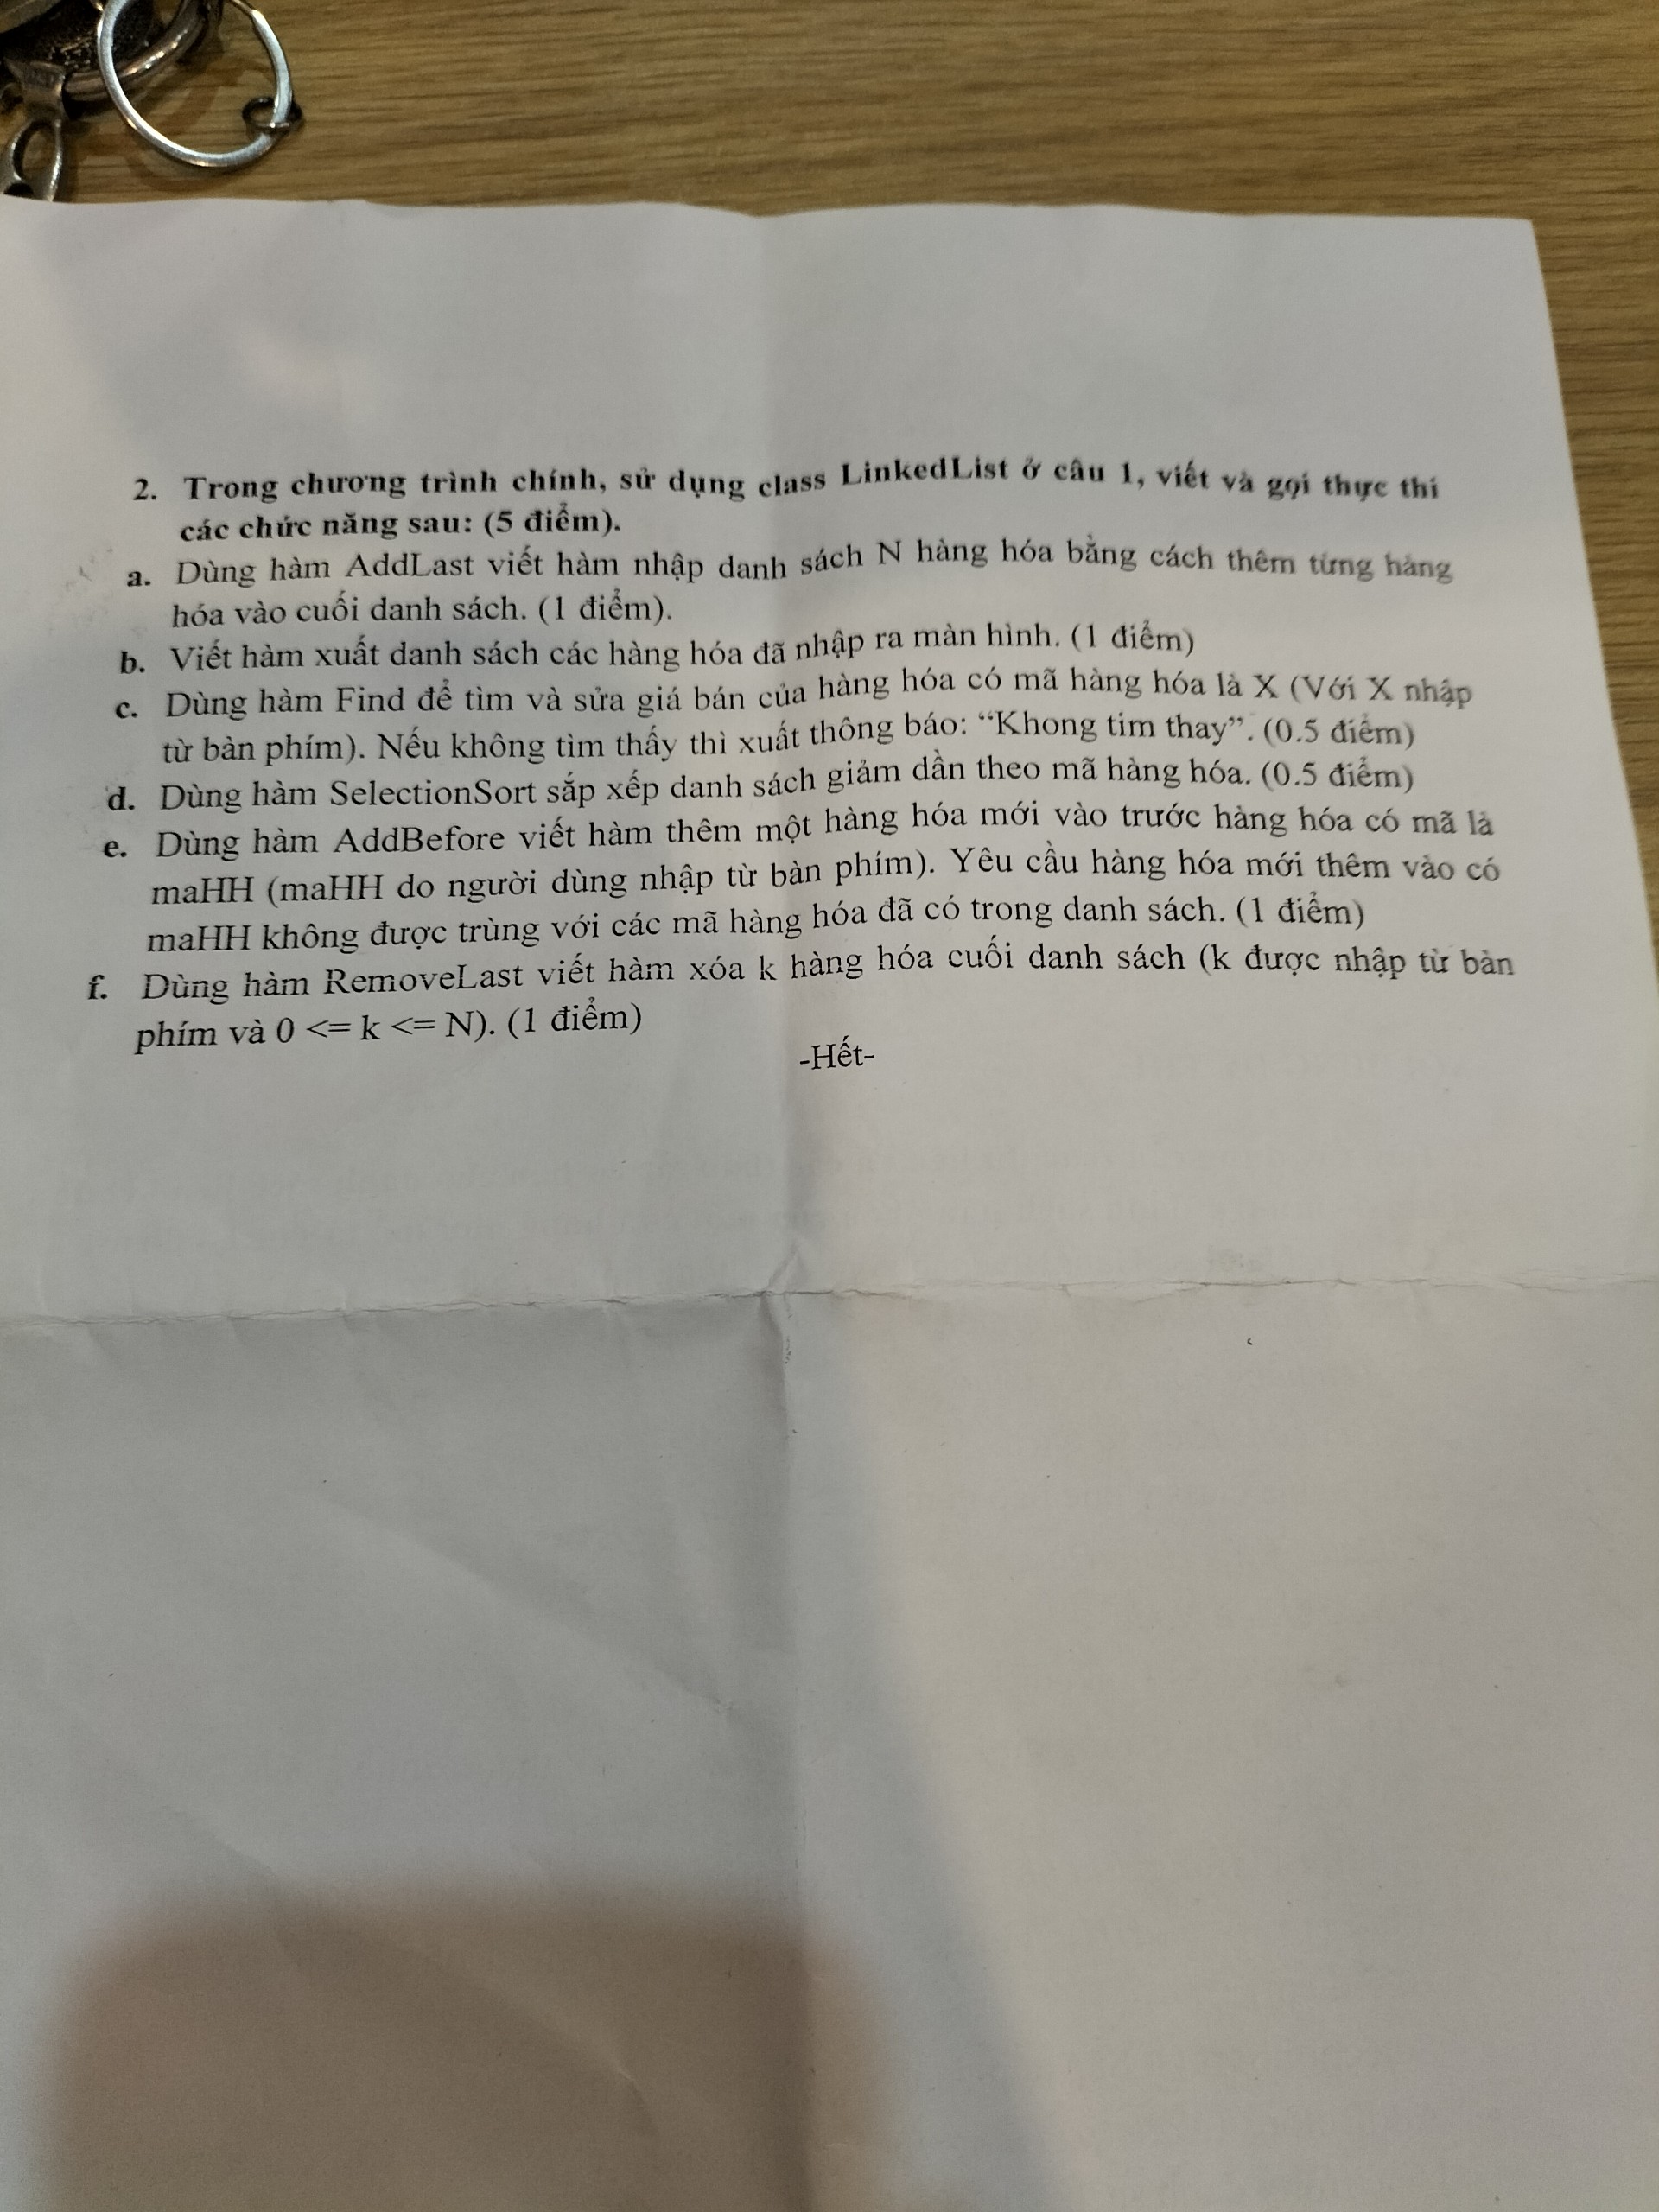 2. Trong chương trình chính, sử dụng class LinkedList ở câu 1, viết và gọi thực thi
các chức năng sau: (5 điểm).
a. Dùng hàm AddLast viết hàm nhập danh sách N hàng hóa bằng cách thêm từng hàng
hóa vào cuối danh sách. (1 điểm).
b. Viết hàm xuất danh sách các hàng hóa đã nhập ra màn hình. (1 điểm)
c. Dùng hàm Find để tìm và sửa giá bán của hàng hóa có mã hàng hóa là X (Với X nhập
từ bàn phím). Nếu không tìm thấy thì xuất thông báo: “Khong tim thay”. (0.5 điểm)
d. Dùng hàm SelectionSort sắp xếp danh sách giảm dần theo mã hàng hóa. (0.5 điểm)
e. Dùng hàm AddBefore viết hàm thêm một hàng hóa mới vào trước hàng hóa có mã là
maHH (maHH do người dùng nhập từ bàn phím). Yêu cầu hàng hóa mới thêm vào có
maHH không được trùng với các mã hàng hóa đã có trong danh sách. (1 điểm)
f. Dùng hàm RemoveLast viết hàm xóa k hàng hóa cuối danh sách (k được nhập từ bàn
phím và 0 <= k <= N). (1 điểm)
-Hết-